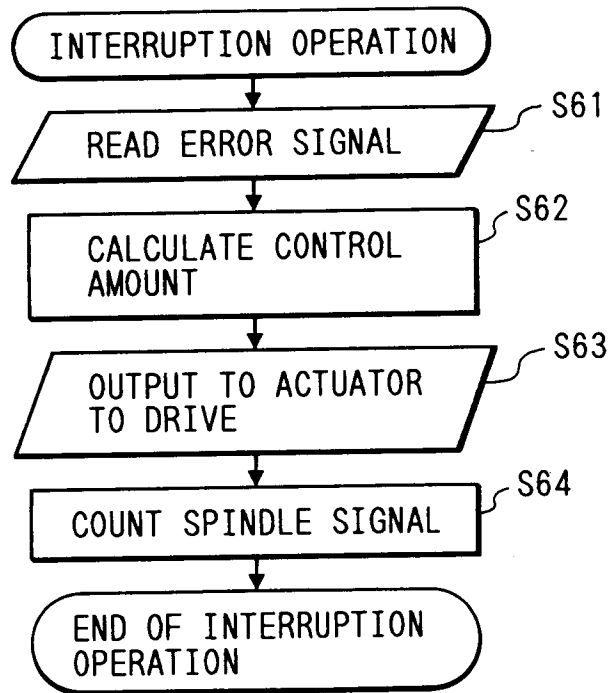 INTERRUPTION OPERATION
S61
READ ERROR SIGNAL
S62
CALCULATE CONTROL
AMOUNT
S63
OUTPUT TO ACTUATOR
TO DRIVE
S64
COUNT SPINDLE SIGNAL
END OF INTERRUPTION
OPERATION